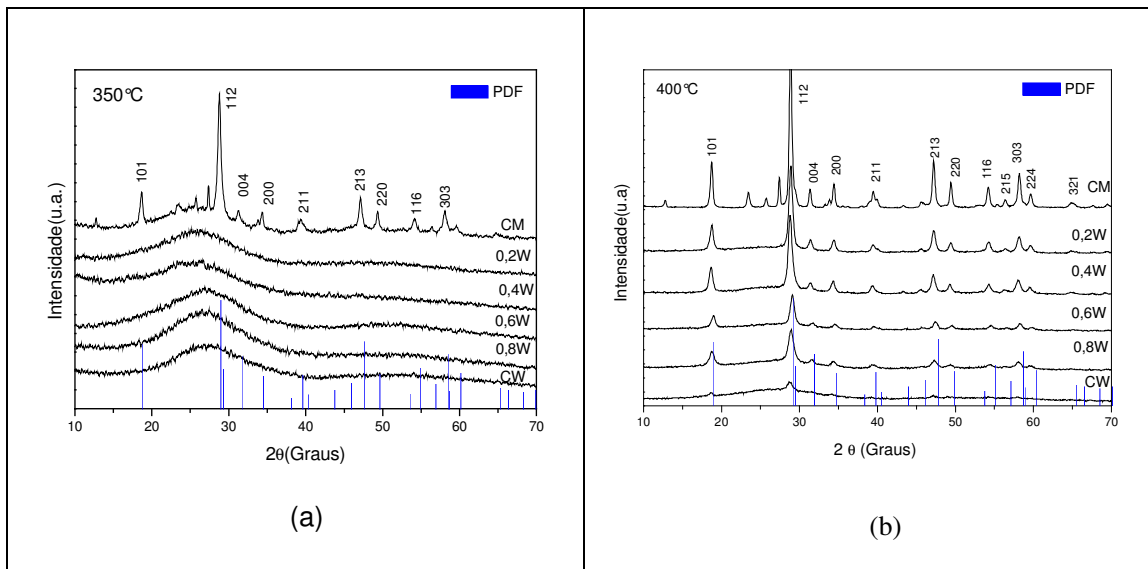 350°C
PDF
101
112
004
200
211
213
220
116
303
CM
0,2W
0,4W
0,6W
0,8W
CW
Intensidade(u.a.)
10 20 30 40 50 60 70
2θ(Graus)
(a)
400°C
PDF
101
112
004
200
211
213
220
116
215
303
224
321
CM
0,2W
0,4W
0,6W
0,8W
CW
Intensidade(u.a)
10 20 30 40 50 60 70
2 θ (Graus)
(b)